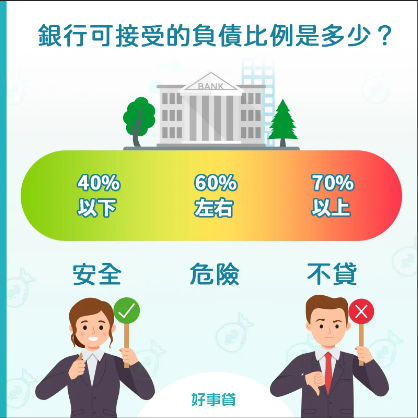 銀行可接受的負債比例是多少？
BANK
40%
以下
60%
左右
70%
以上
安全
危險
不貸
好事貸